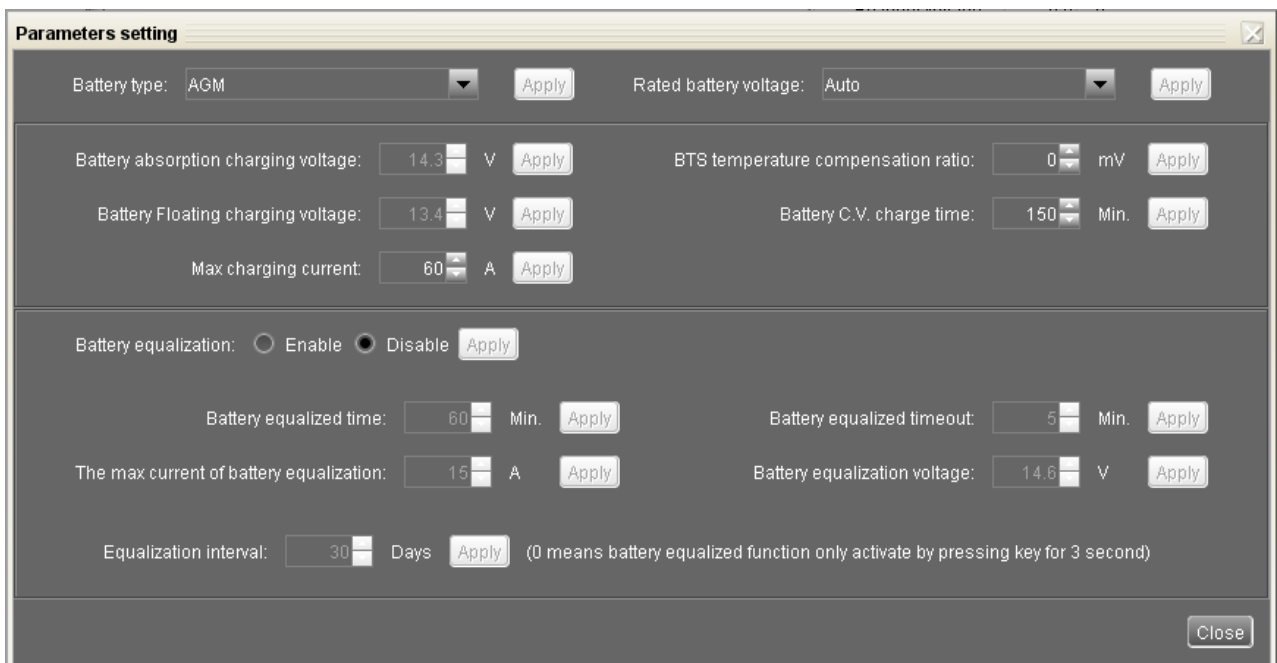 Parameters setting
Battery type: AGM Apply Rated battery voltage: Auto Apply
Battery absorption charging voltage: 14.3 V Apply BTS temperature compensation ratio: 0 mV Apply
Battery Floating charging voltage: 13.4 V Apply Battery C.V. charge time: 150 Min. Apply
Max charging current: 60 A Apply
Battery equalization: Enable Disable Apply
Battery equalized time: 60 Min. Apply Battery equalized timeout: 5 Min. Apply
The max current of battery equalization: 15 A Apply Battery equalization voltage: 14.6 V Apply
Equalization interval: 30 Days Apply (0 means battery equalized function only activate by pressing key for 3 second)
Close